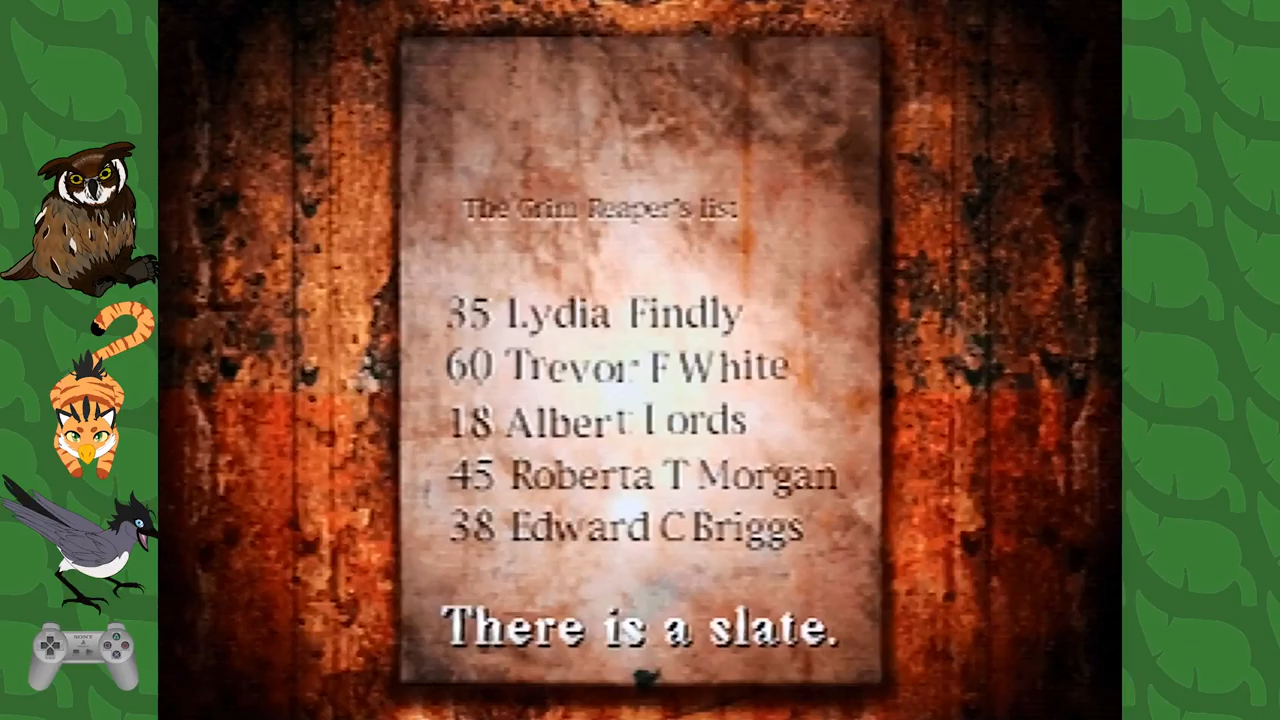 The Grim Reaper's list
35 Lydia Findly
60 Trevor F White
18 Albert Lords
45 Roberta T Morgan
38 Edward C Briggs
There is a slate.
SONY